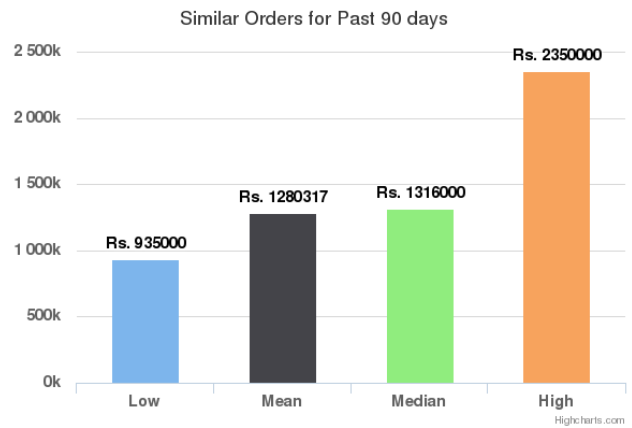 Similar Orders for Past 90 days
2 500k
Rs. 2350000
2 000k
1 500k
Rs. 1280317
Rs. 1316000
Rs. 935000
1 000k
500k
0k
Low
Mean
Median
High
Highcharts.com